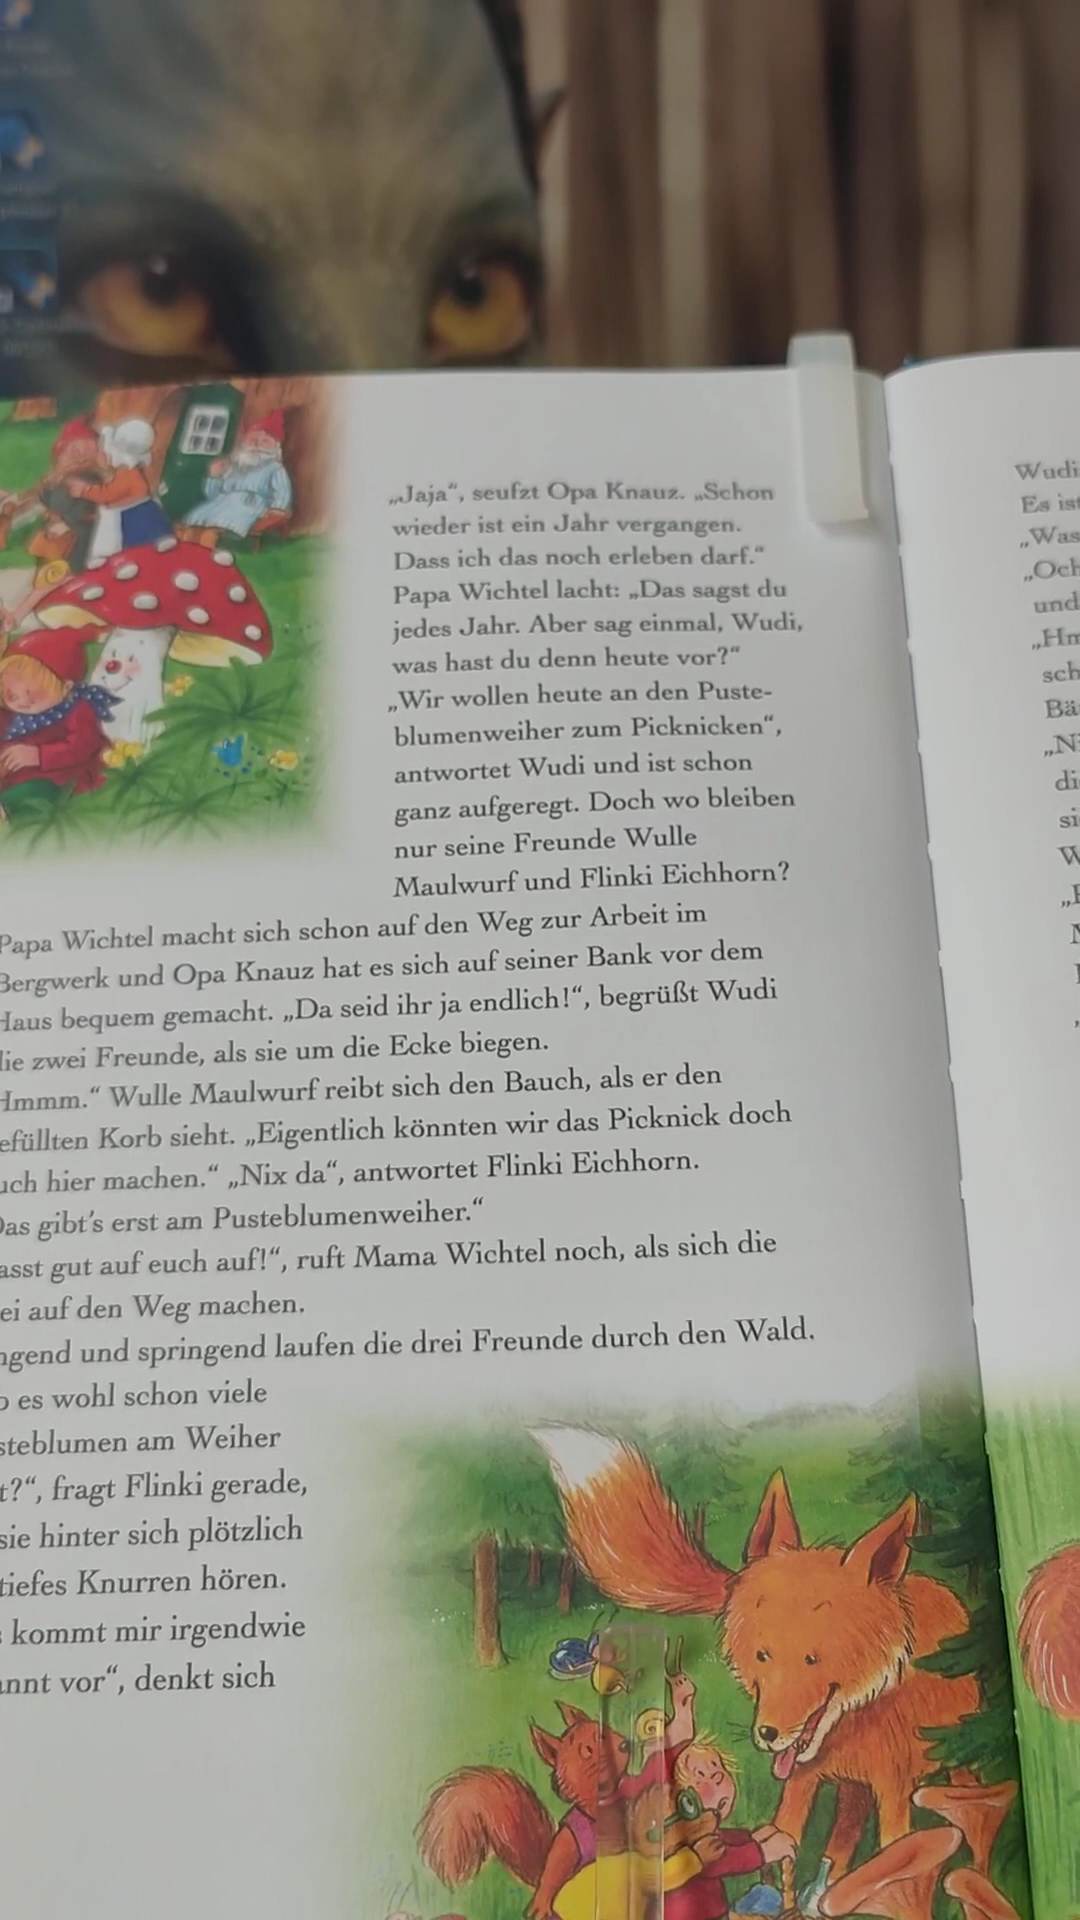 „Jaja“, seufzt Opa Knauz. „Schon
wieder ist ein Jahr vergangen.
Dass ich das noch erleben darf.“
Papa Wichtel lacht: „Das sagst du
jedes Jahr. Aber sag einmal, Wudi,
was hast du denn heute vor?“
„Wir wollen heute an den Puste-
blumenweiher zum Picknicken“,
antwortet Wudi und ist schon
ganz aufgeregt. Doch wo bleiben
nur seine Freunde Wulle
Maulwurf und Flinki Eichhorn?
Papa Wichtel macht sich schon auf den Weg zur Arbeit im
Bergwerk und Opa Knauz hat es sich auf seiner Bank vor dem
Haus bequem gemacht. „Da seid ihr ja endlich!“, begrüßt Wudi
die zwei Freunde, als sie um die Ecke biegen.
Hmmm.“ Wulle Maulwurf reibt sich den Bauch, als er den
efüllten Korb sieht. „Eigentlich könnten wir das Picknick doch
uch hier machen.“ „Nix da“, antwortet Flinki Eichhorn.
Das gibt’s erst am Pusteblumenweiher.“
asst gut auf euch auf!“, ruft Mama Wichtel noch, als sich die
ei auf den Weg machen.
ngend und springend laufen die drei Freunde durch den Wald.
b es wohl schon viele
steblumen am Weiher
t?“, fragt Flinki gerade,
sie hinter sich plötzlich
tiefes Knurren hören.
s kommt mir irgendwie
annt vor“, denkt sich
Wudi
Es ist
„Was
„Och
und
„Hm
sch
Bä
„Ni
di
si
W